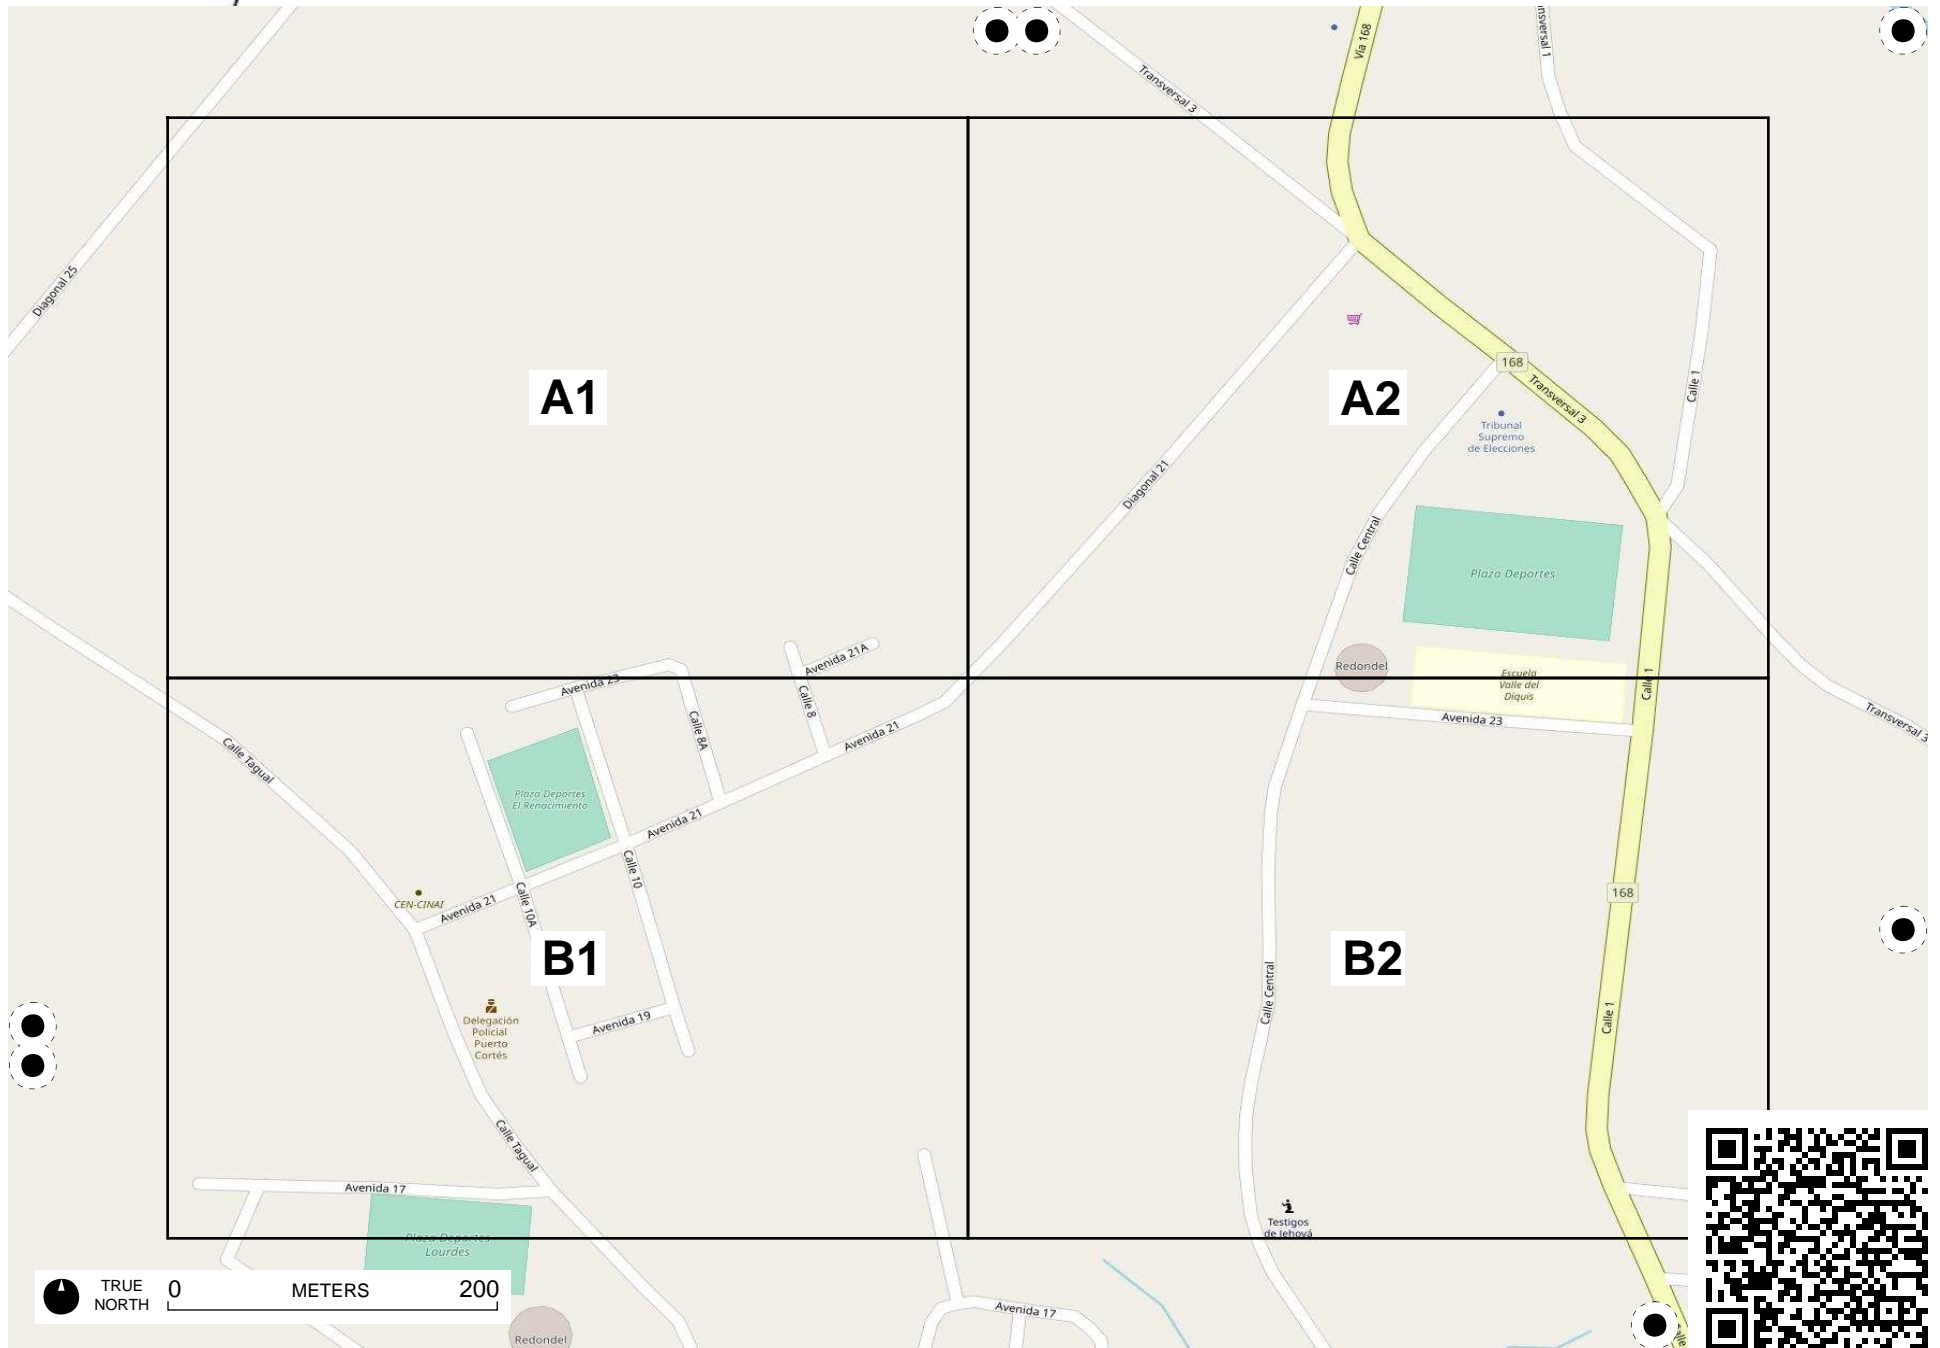 Via 168
Transversal 3
Diagonal 25
168
Transversal 3
A1
A2
Calle 1
Tribunal
Supremo
de Elecciones
Diagonal 21
Calle Central
Plaza Deportes
Avenida 21A
Redondel
Avenida 23
Escuela
Valle del
Díquis
Calle 1
Calle 8
Calle 8A
Avenida 21
Avenida 23
Transversal 3
Calle Tagual
Plaza Deportes
El Renacimiento
Avenida 21
Calle 10
168
CEN-CINAI
Avenida 21
Calle 10A
B1
B2
Calle Central
Calle 1
Delegación
Policial
Puerto
Cortés
Avenida 19
Calle Tagual
Avenida 17
Testigos
de Jehová
Plaza Deportes
Lourdes
TRUE
NORTH
0
METERS
200
Avenida 17
Redondel